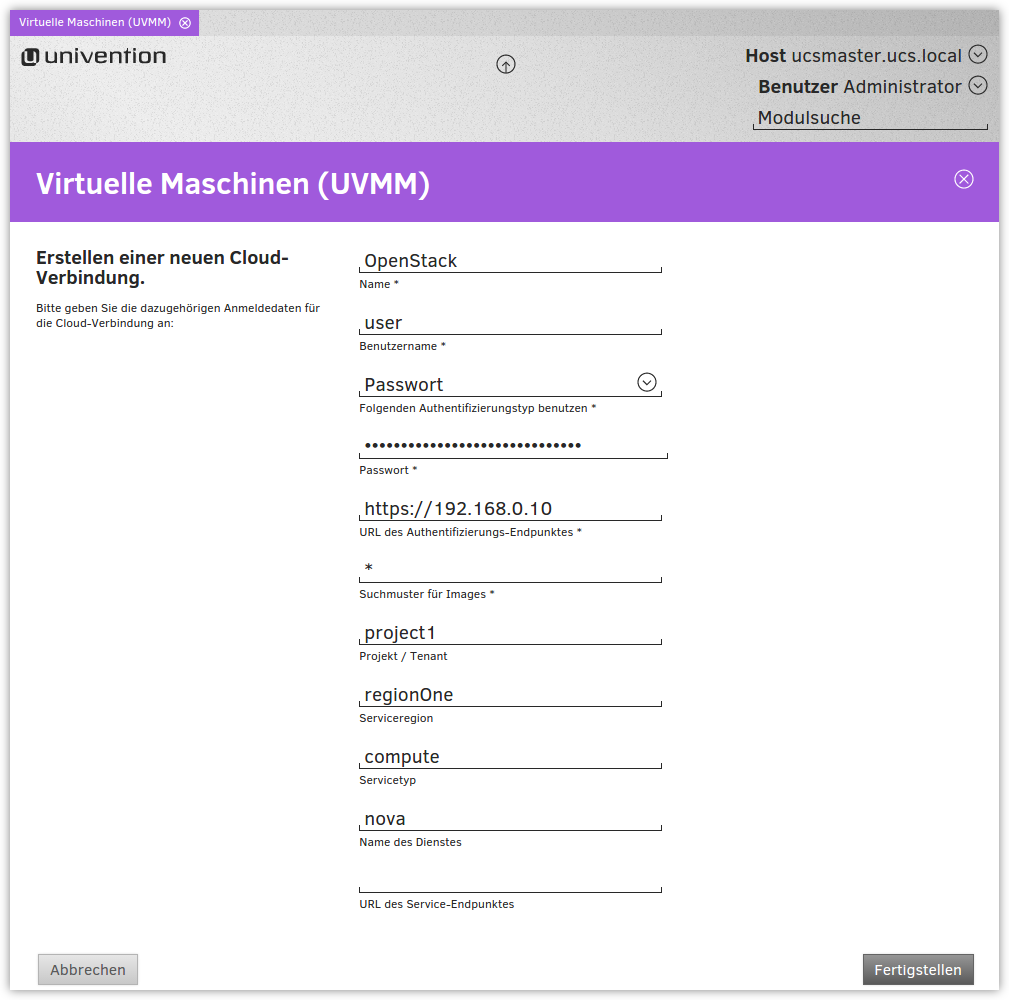 Virtuelle Maschinen (UVMM)
univention
Host ucsmaster.ucs.local
Benutzer Administrator
Modulsuche
Virtuelle Maschinen (UVMM)
Erstellen einer neuen Cloud-
Verbindung.
Bitte geben Sie die dazugehörigen Anmeldedaten für
die Cloud-Verbindung an:
OpenStack
Name *
user
Benutzername *
Passwort
Folgenden Authentifizierungstyp benutzen *
••••••••••••••••••••••••••••••
Passwort *
https://192.168.0.10
URL des Authentifizierungs-Endpunktes *
*
Suchmuster für Images *
project1
Projekt / Tenant
regionOne
Serviceregion
compute
Servicetyp
nova
Name des Dienstes
URL des Service-Endpunktes
Abbrechen
Fertigstellen